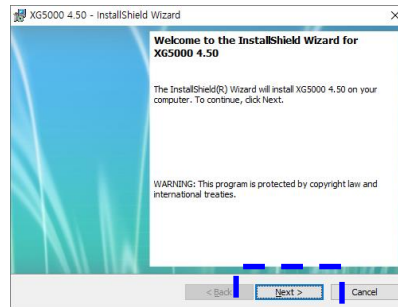 XG5000 4.50 - InstallShield Wizard
Welcome to the InstallShield Wizard for
XG5000 4.50
The InstallShield(R) Wizard will install XG5000 4.50 on your
computer. To continue, click Next.
WARNING: This program is protected by copyright law and
international treaties.
< Back
Next >
Cancel